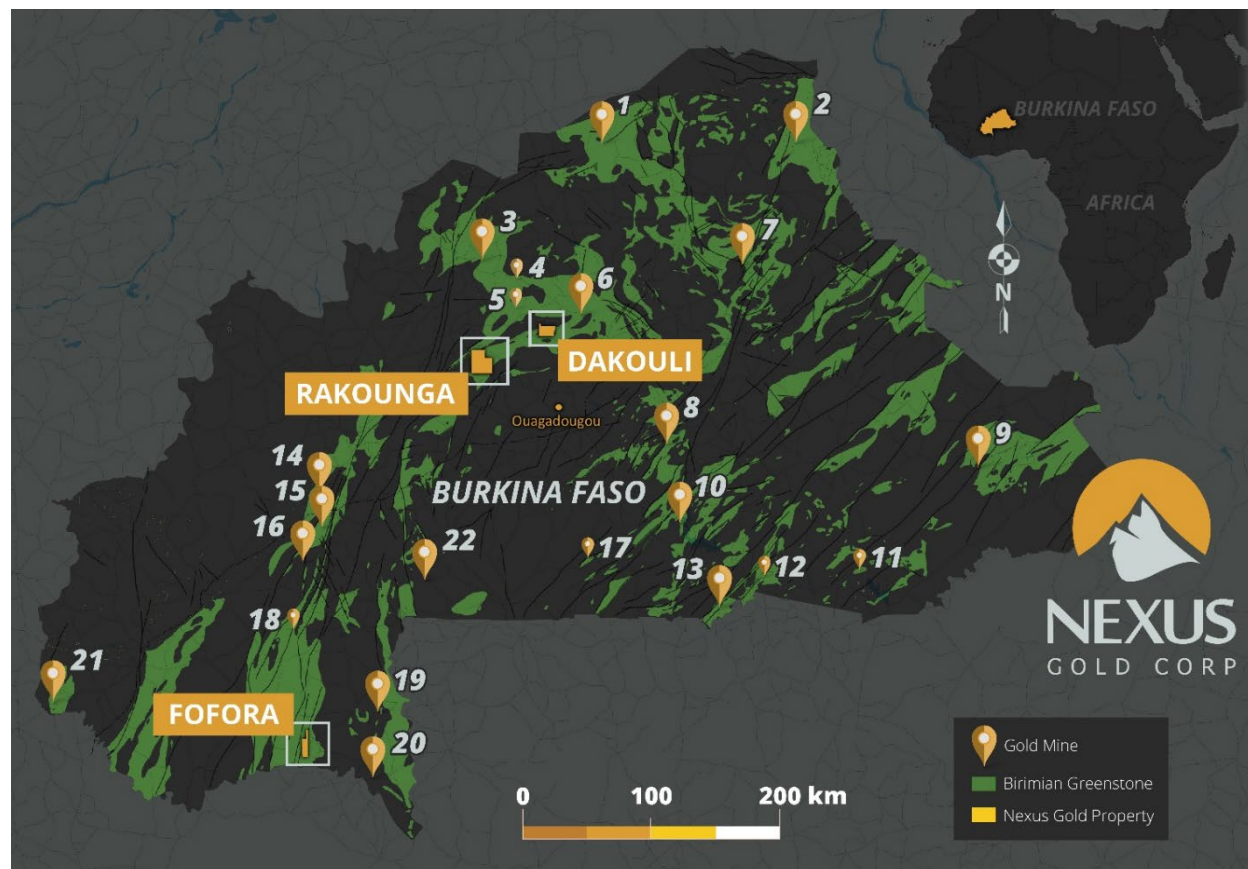 1
2
BURKINA FASO
AFRICA
3
4
5
6
7
N
DAKOULI
RAKOUNGA
Ouagadougou
8
9
14
15
BURKINA FASO
10
16
22
17
13
12
11
18
21
19
FOFORA
20
NEXUS
GOLD CORP
0 100 200 km
Gold Mine
Birimian Greenstone
Nexus Gold Property